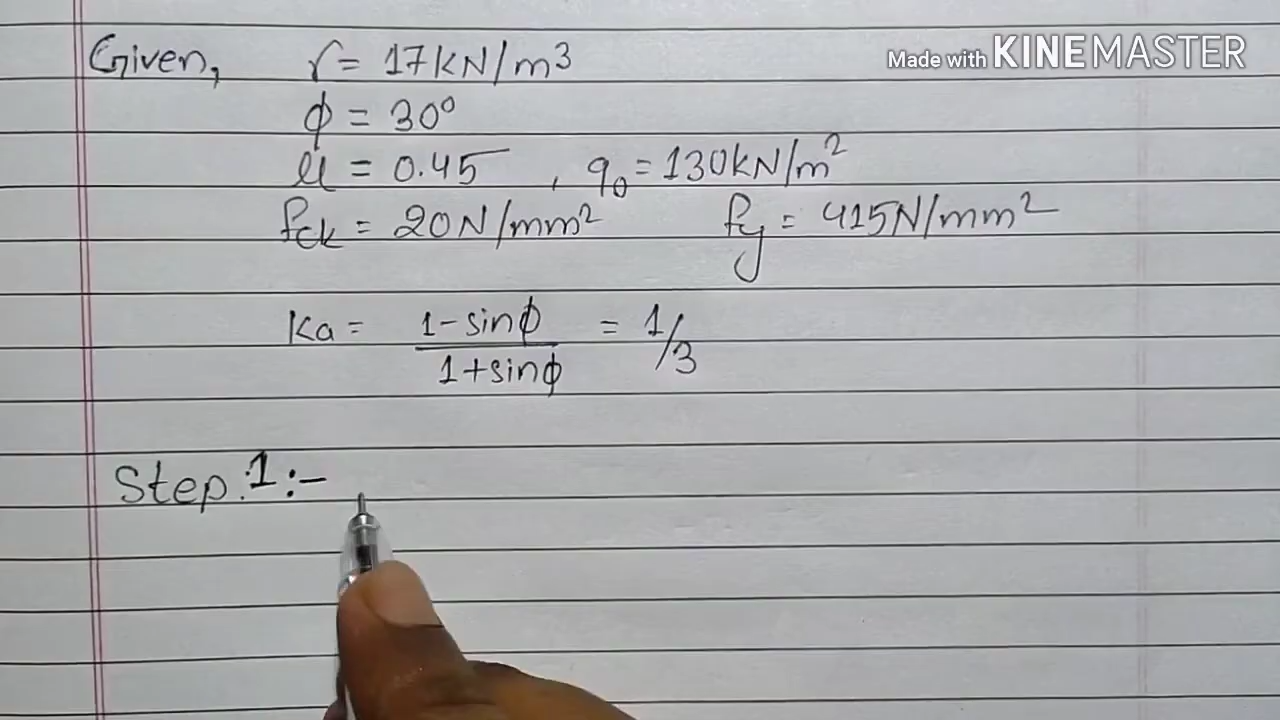 Made with KINEMASTER
Given, γ = 17kN/m³
ϕ = 30°
μ = 0.45 , q₀ = 130kN/m²
fck = 20N/mm² fy = 415N/mm²
Ka = 1-sinϕ / 1+sinϕ = 1/3
Step.1:-